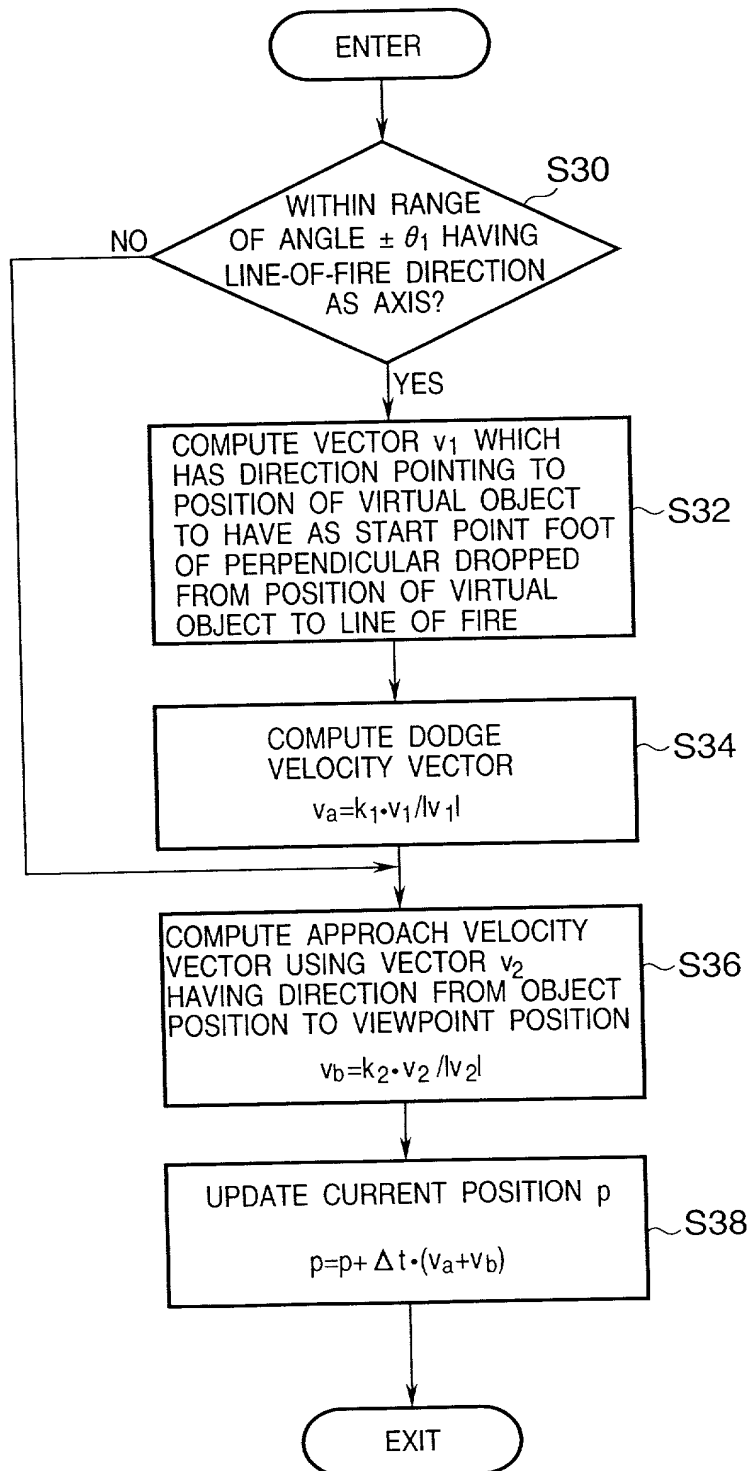 ENTER
S30
WITHIN RANGE
OF ANGLE ± θ1 HAVING
LINE-OF-FIRE DIRECTION
AS AXIS?
NO
YES
COMPUTE VECTOR v1 WHICH
HAS DIRECTION POINTING TO
POSITION OF VIRTUAL OBJECT
TO HAVE AS START POINT FOOT
OF PERPENDICULAR DROPPED
FROM POSITION OF VIRTUAL
OBJECT TO LINE OF FIRE
S32
COMPUTE DODGE
VELOCITY VECTOR
va=k1•v1/|v1|
S34
COMPUTE APPROACH VELOCITY
VECTOR USING VECTOR v2
HAVING DIRECTION FROM OBJECT
POSITION TO VIEWPOINT POSITION
vb=k2•v2/|v2|
S36
UPDATE CURRENT POSITION p
p=p+Δt•(va+vb)
S38
EXIT